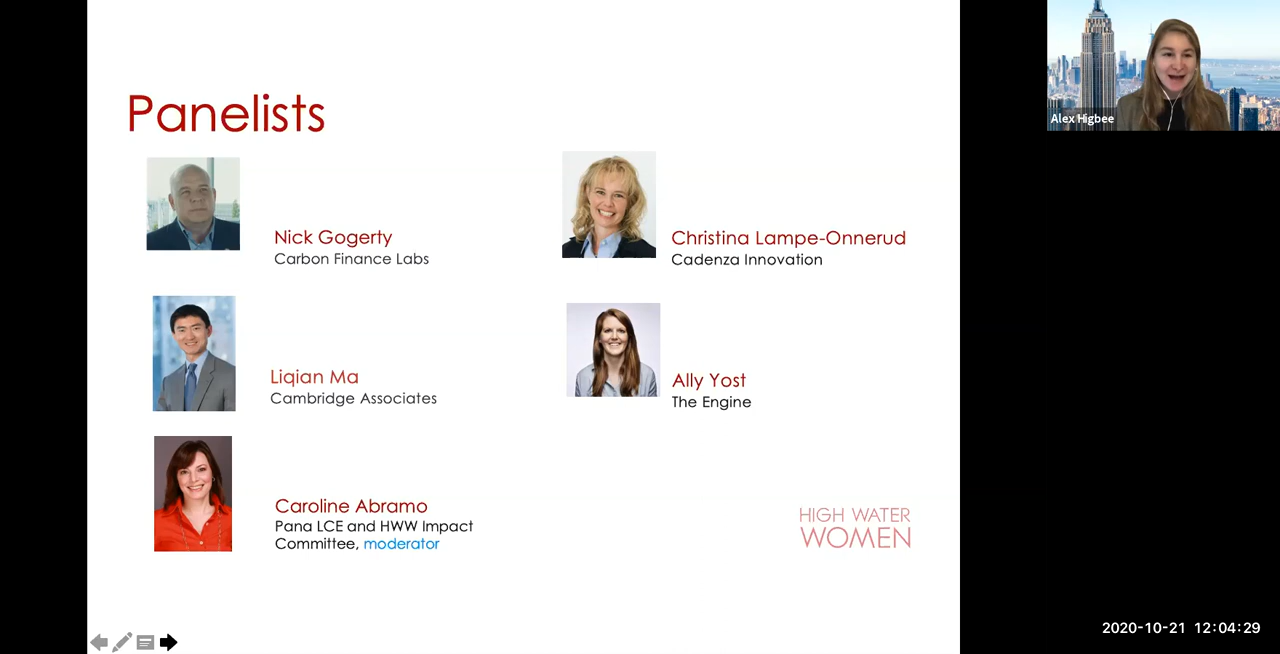 Panelists
Nick Gogerty
Carbon Finance Labs
Christina Lampe-Onnerud
Cadenza Innovation
Liqian Ma
Cambridge Associates
Ally Yost
The Engine
Caroline Abramo
Pana LCE and HWW Impact
Committee, moderator
HIGH WATER
WOMEN
Alex Higbee
2020-10-21 12:04:29